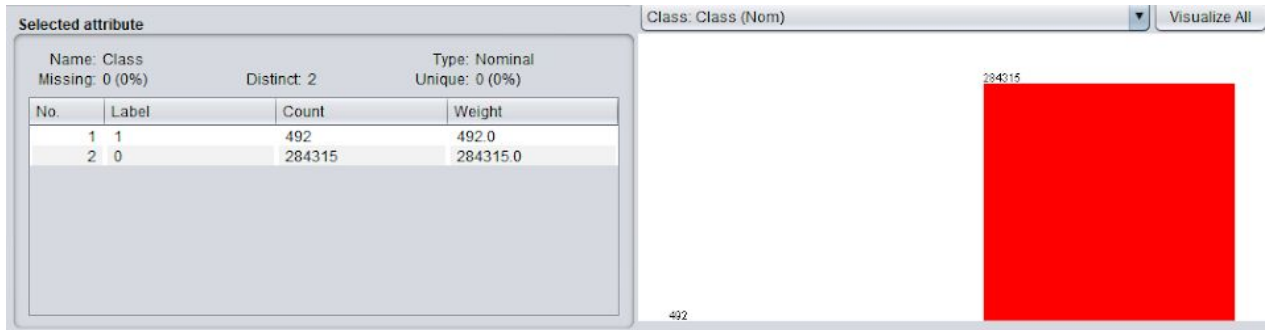 Selected attribute
Name: Class Type: Nominal
Missing: 0 (0%) Distinct: 2 Unique: 0 (0%)
No. Label Count Weight
1 1 492 492.0
2 0 284315 284315.0
Class: Class (Nom) Visualize All
284315
492